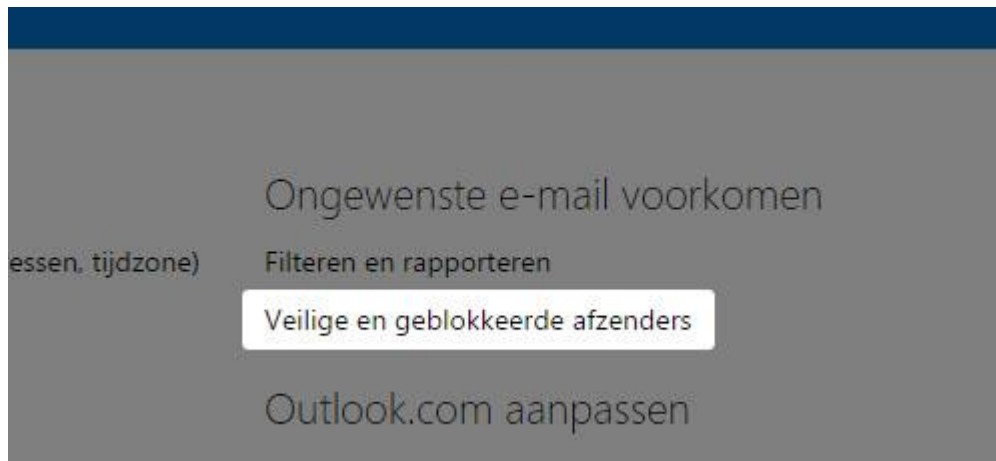 Ongewenste e-mail voorkomen
essen, tijdzone)
Filteren en rapporteren
Veilige en geblokkeerde afzenders
Outlook.com aanpassen